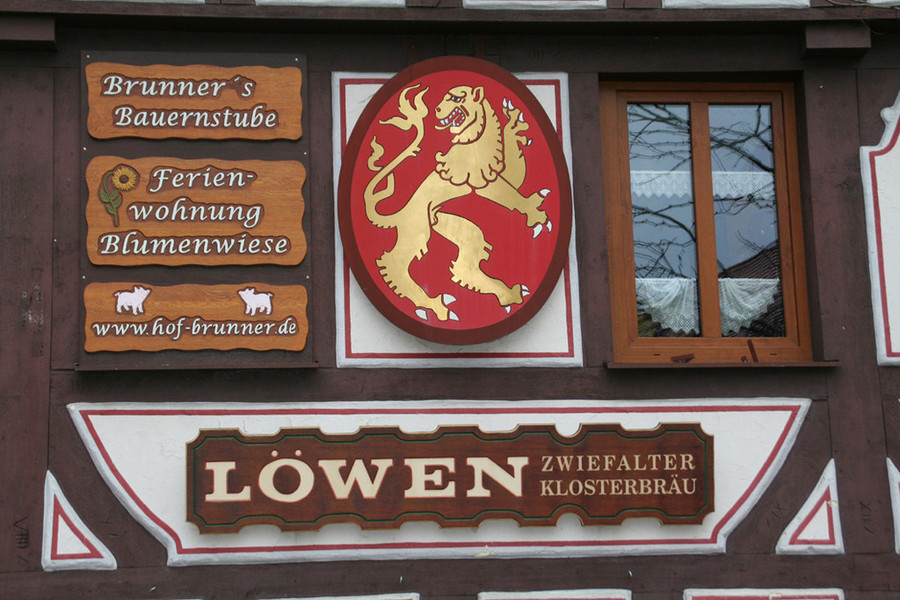 Brunner´s
Bauernstube
Ferien-
wohnung
Blumenwiese
www.hof-brunner.de
LÖWEN
ZWIEFALTER
KLOSTERBRÄU